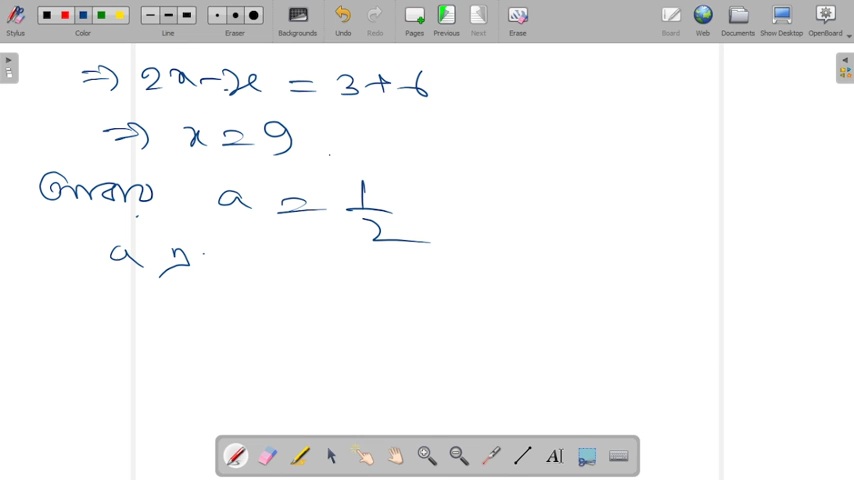 Stylus Color Line Eraser Backgrounds Undo Redo Pages Previous Next Erase Board Web Documents Show Desktop OpenBoard
⇒ 2x - x = 3 + 6
⇒ x = 9
a = 1/2
a